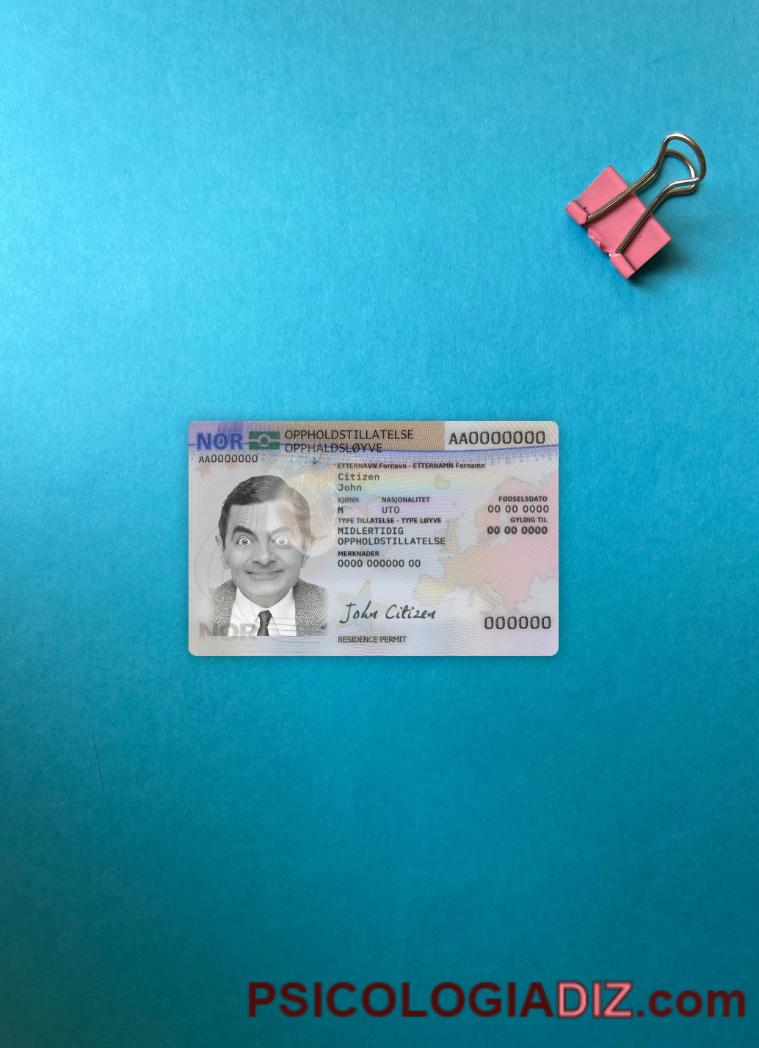 NOR
OPPHOLDSTILLATELSE
OPPHALDSLØYVE
AA0000000
AA0000000
ETTERNAVN Fornavn - ETTERNAMN Fornamn
Citizen
John
KJØNN NASJONALITET FØDSELSDATO
M UTO 00 00 0000
TYPE TILLATELSE - TYPE LØYVE GYLDIG TIL
MIDLERTIDIG 00 00 0000
OPPHOLDSTILLATELSE
MERKNADER
0000 000000 00
John Citizen
000000
NOR
RESIDENCE PERMIT
PSICOLOGIADIZ.com